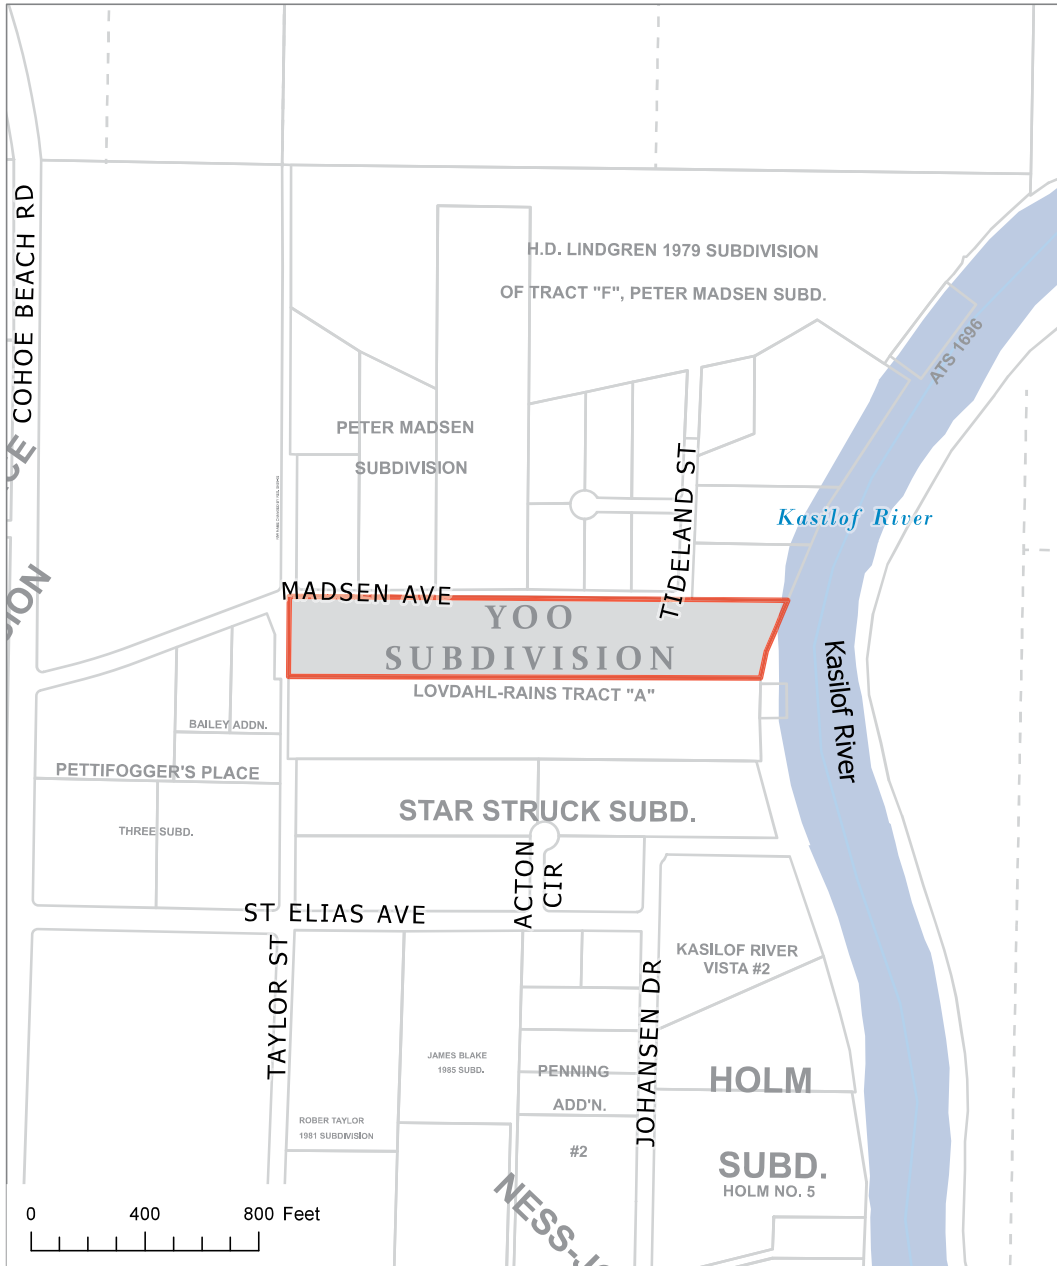 COHOE BEACH RD
H.D. LINDGREN 1979 SUBDIVISION
OF TRACT "F", PETER MADSEN SUBD.
ATS 1696
PETER MADSEN
SUBDIVISION
TIDELAND ST
Kasilof River
MADSEN AVE
YOO
SUBDIVISION
LOVDAHL-RAINS TRACT "A"
Kasilof River
BAILEY ADDN.
PETTIFOGGER'S PLACE
THREE SUBD.
STAR STRUCK SUBD.
ACTON
CIR
ST ELIAS AVE
TAYLOR ST
KASILOF RIVER
VISTA #2
JOHANSEN DR
JAMES BLAKE
1985 SUBD.
PENNING
ADD'N.
#2
HOLM
SUBD.
HOLM NO. 5
ROBER TAYLOR
1981 SUBDIVISION
0 400 800 Feet